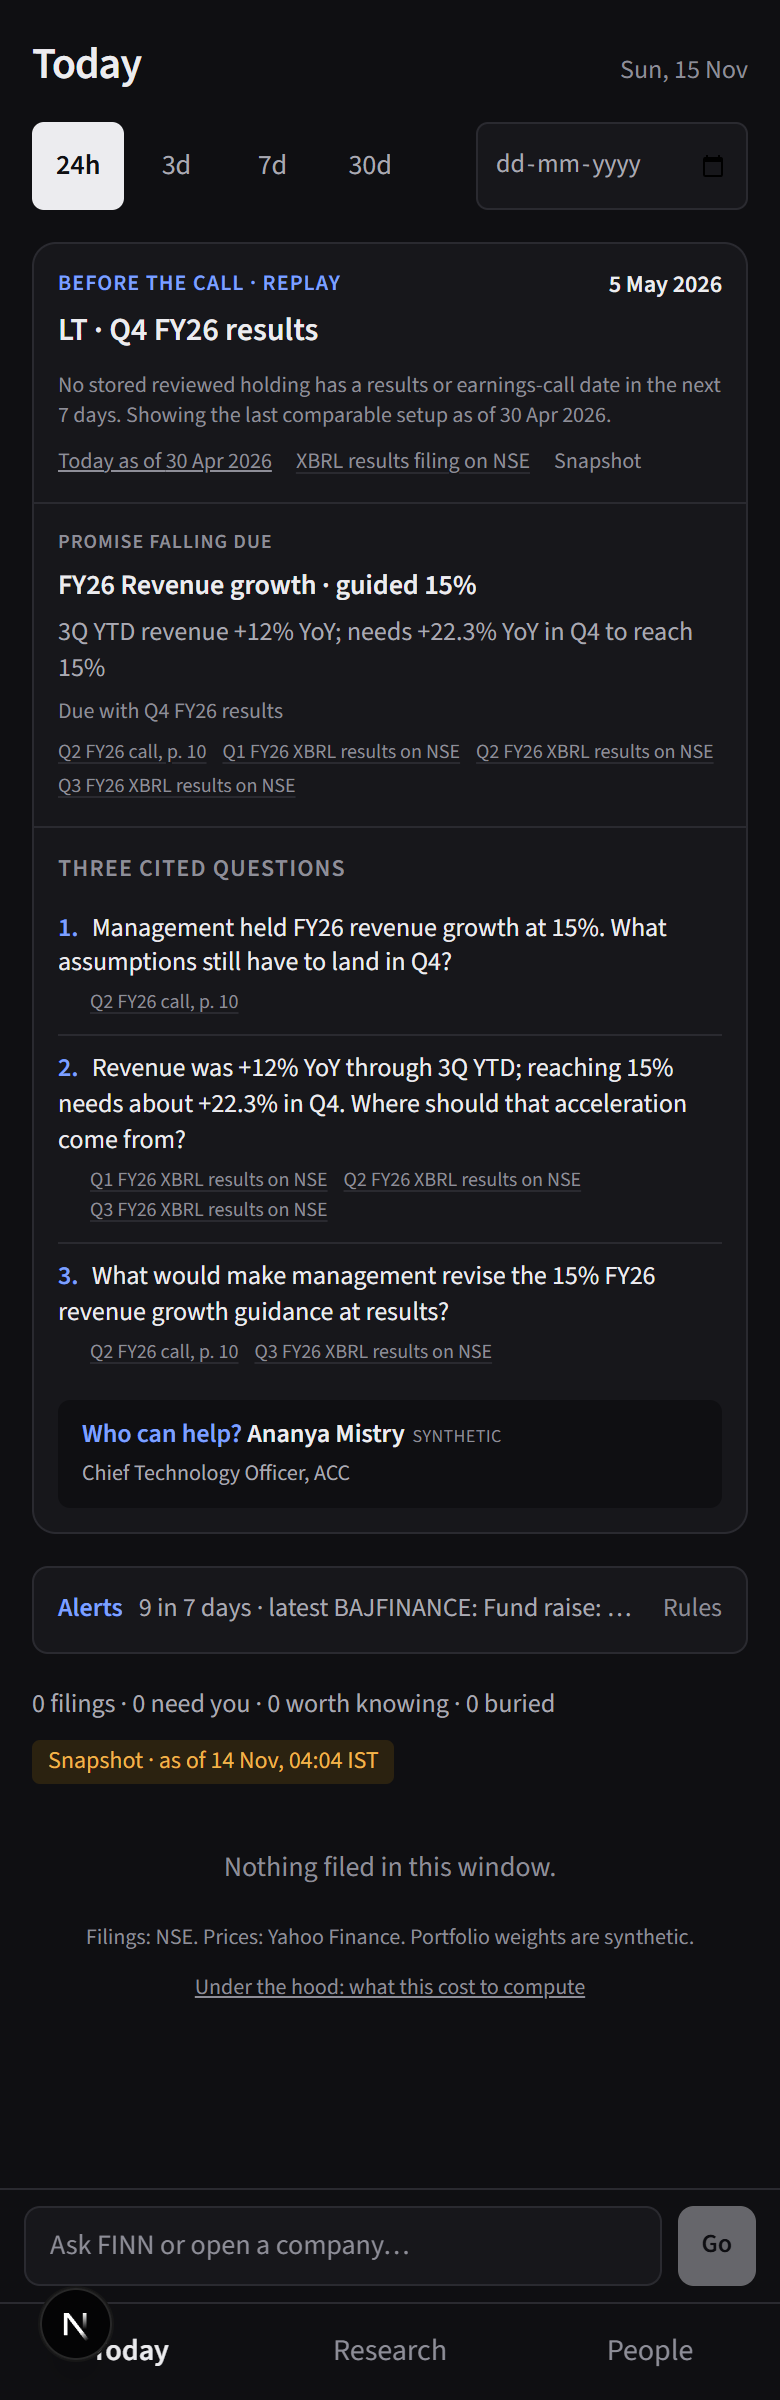 Today
Sun, 15 Nov
24h 3d 7d 30d dd-mm-yyyy
BEFORE THE CALL · REPLAY
5 May 2026
LT · Q4 FY26 results
No stored reviewed holding has a results or earnings-call date in the next
7 days. Showing the last comparable setup as of 30 Apr 2026.
Today as of 30 Apr 2026 XBRL results filing on NSE Snapshot
PROMISE FALLING DUE
FY26 Revenue growth · guided 15%
3Q YTD revenue +12% YoY; needs +22.3% YoY in Q4 to reach
15%
Due with Q4 FY26 results
Q2 FY26 call, p. 10 Q1 FY26 XBRL results on NSE Q2 FY26 XBRL results on NSE
Q3 FY26 XBRL results on NSE
THREE CITED QUESTIONS
1. Management held FY26 revenue growth at 15%. What
assumptions still have to land in Q4?
Q2 FY26 call, p. 10
2. Revenue was +12% YoY through 3Q YTD; reaching 15%
needs about +22.3% in Q4. Where should that acceleration
come from?
Q1 FY26 XBRL results on NSE Q2 FY26 XBRL results on NSE
Q3 FY26 XBRL results on NSE
3. What would make management revise the 15% FY26
revenue growth guidance at results?
Q2 FY26 call, p. 10 Q3 FY26 XBRL results on NSE
Who can help? Ananya Mistry SYNTHETIC
Chief Technology Officer, ACC
Alerts 9 in 7 days · latest BAJFINANCE: Fund raise: … Rules
0 filings · 0 need you · 0 worth knowing · 0 buried
Snapshot · as of 14 Nov, 04:04 IST
Nothing filed in this window.
Filings: NSE. Prices: Yahoo Finance. Portfolio weights are synthetic.
Under the hood: what this cost to compute
Ask FINN or open a company…
Go
N
Today Research People